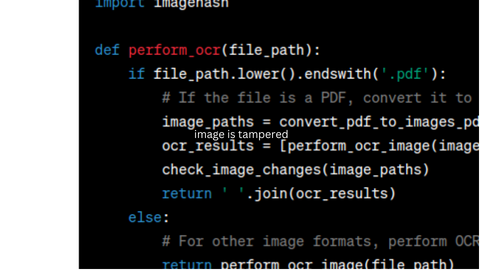 import imagehash
def perform_ocr(file_path):
if file_path.lower().endswith('.pdf'):
# If the file is a PDF, convert it to
image_paths = convert_pdf_to_images_pd
image is tampered
ocr_results = [perform_ocr_image(image
check_image_changes(image_paths)
return ' '.join(ocr_results)
else:
# For other image formats, perform OCR
return perform_ocr_image(file_path)